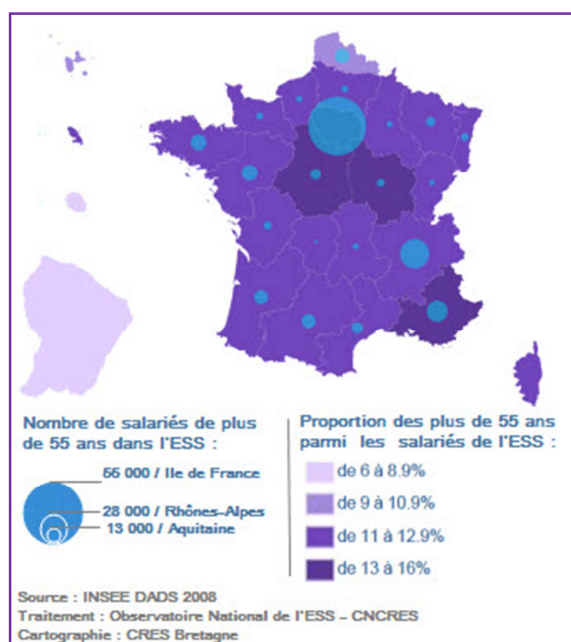 Nombre de salariés de plus
de 55 ans dans l'ESS :
55 000 / Ile de France
28 000 / Rhônes-Alpes
13 000 / Aquitaine
Proportion des plus de 55 ans
parmi les salariés de l'ESS :
de 6 à 8.9%
de 9 à 10.9%
de 11 à 12.9%
de 13 à 16%
Source : INSEE DADS 2008
Traitement : Observatoire National de l'ESS - CNCRES
Cartographie : CRES Bretagne